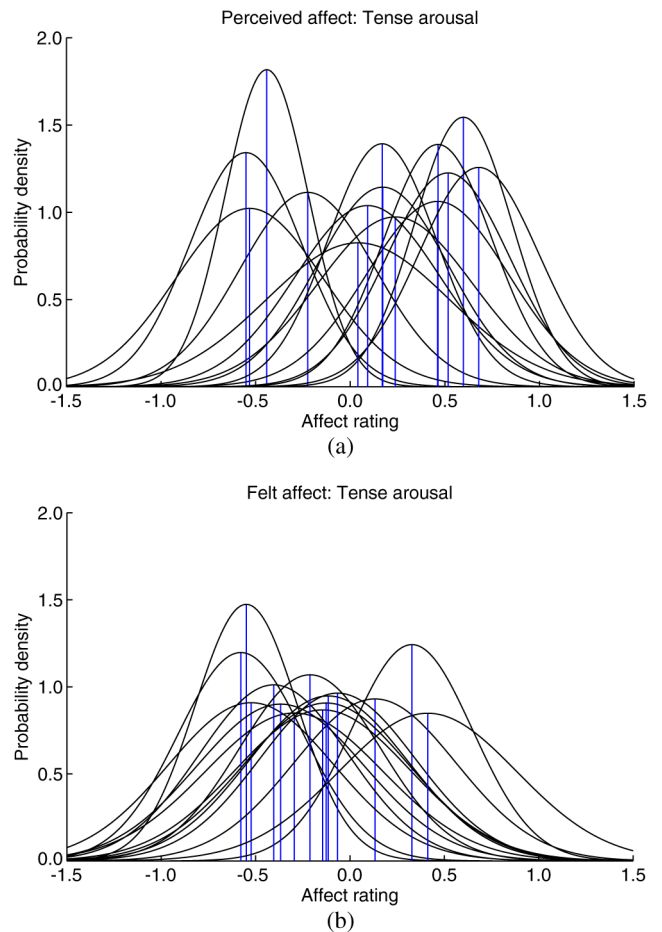 Perceived affect: Tense arousal
2.0
1.5
Probability density
1.0
0.5
0.0
-1.5 -1.0 -0.5 0.0 0.5 1.0 1.5
Affect rating
(a)
Felt affect: Tense arousal
2.0
1.5
Probability density
1.0
0.5
0.0
-1.5 -1.0 -0.5 0.0 0.5 1.0 1.5
Affect rating
(b)